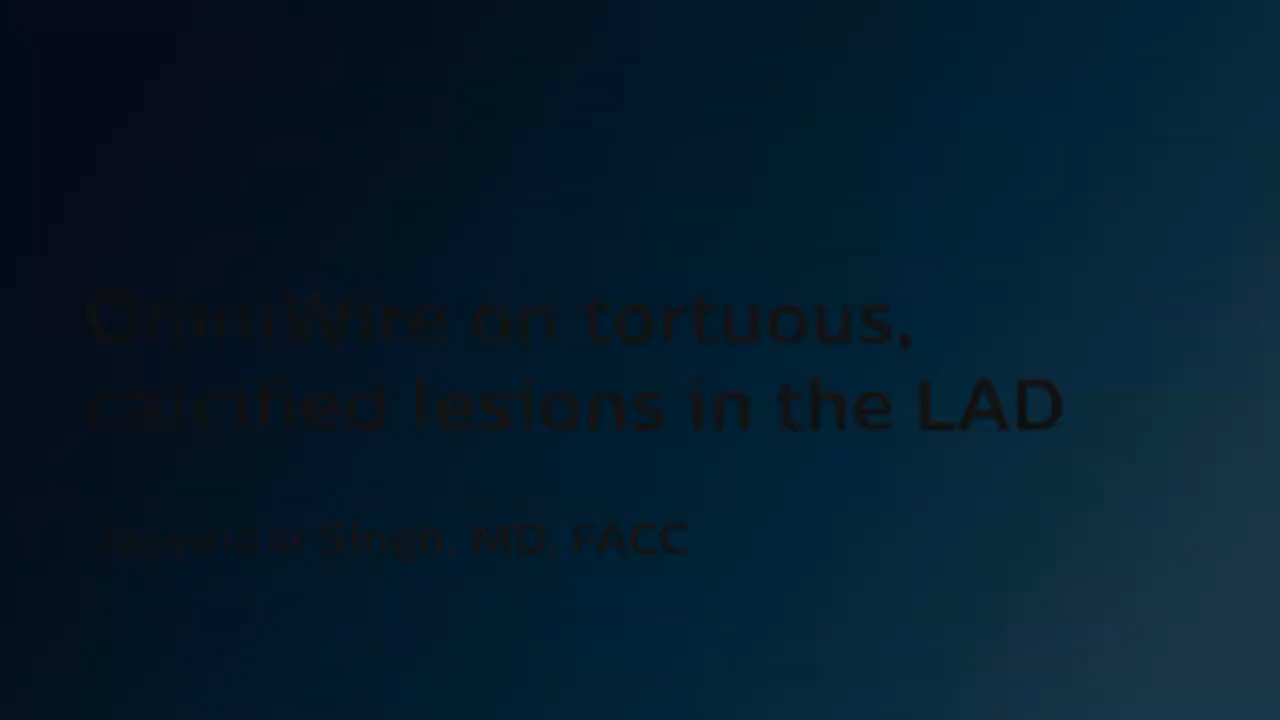 OmniWire on tortuous,
calcified lesions in the LAD
Singh, MD, FACC